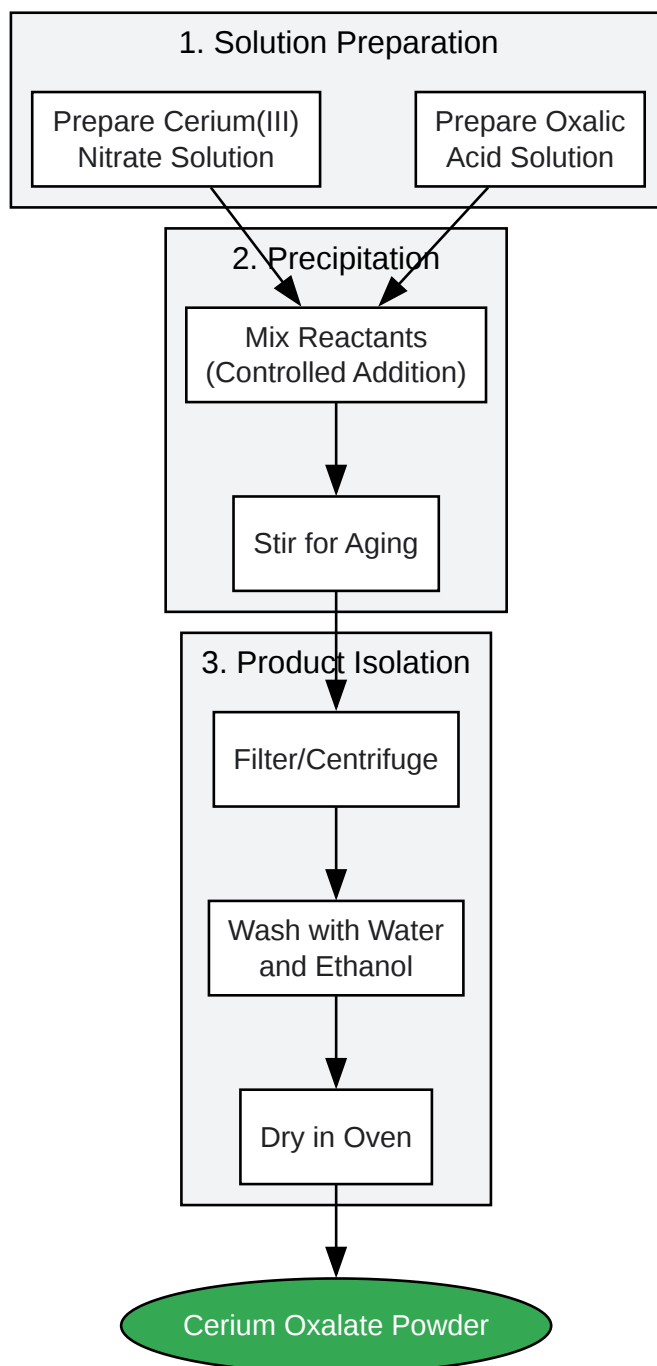 1. Solution Preparation
Prepare Cerium(III)
Nitrate Solution
Prepare Oxalic
Acid Solution
2. Precipitation
Mix Reactants
(Controlled Addition)
Stir for Aging
3. Product Isolation
Filter/Centrifuge
Wash with Water
and Ethanol
Dry in Oven
Cerium Oxalate Powder